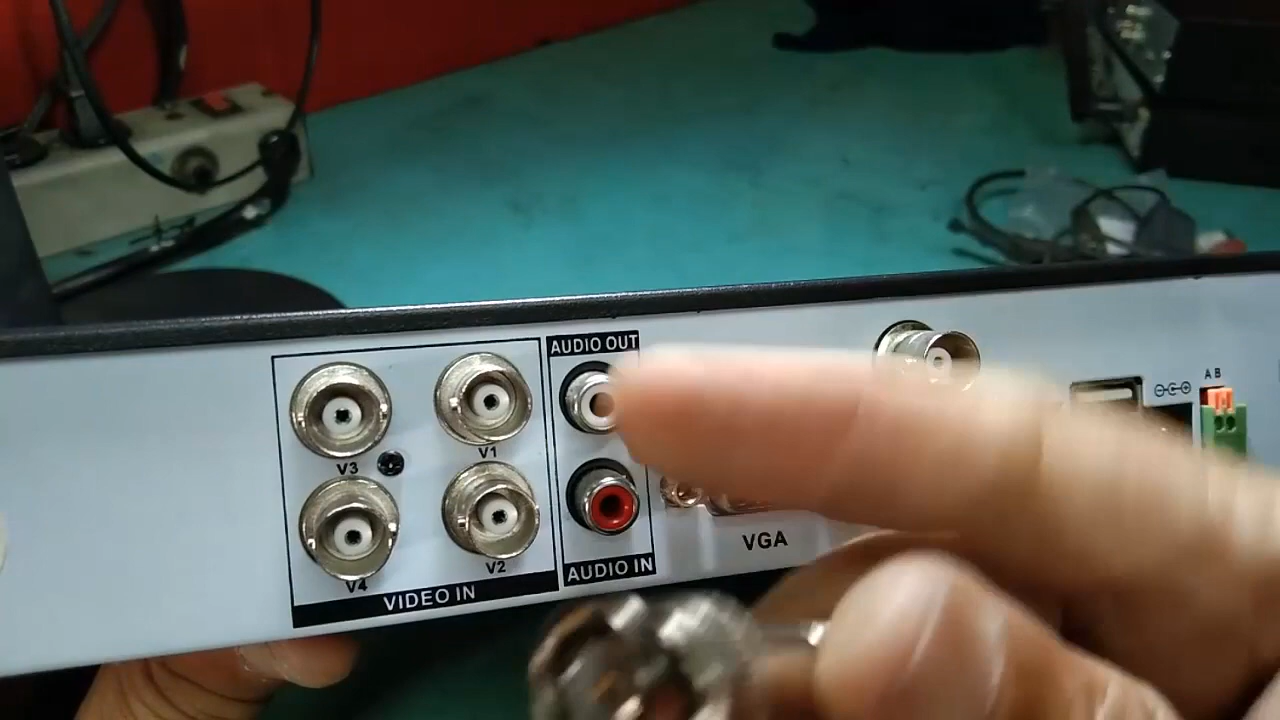 AUDIO OUT
V3
V1
V4
V2
VIDEO IN
AUDIO IN
VGA
A B